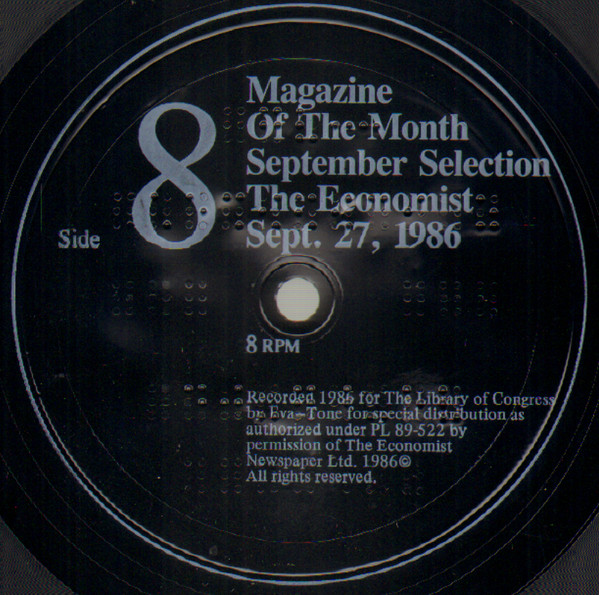 Magazine
Of The Month
September Selection
The Economist
Sept. 27, 1986
Side 8
8 RPM
Recorded 1986 for The Library of Congress
by Eva-Tone for special distribution as
authorized under PL 89-522 by
permission of The Economist
Newspaper Ltd. 1986©
All rights reserved.